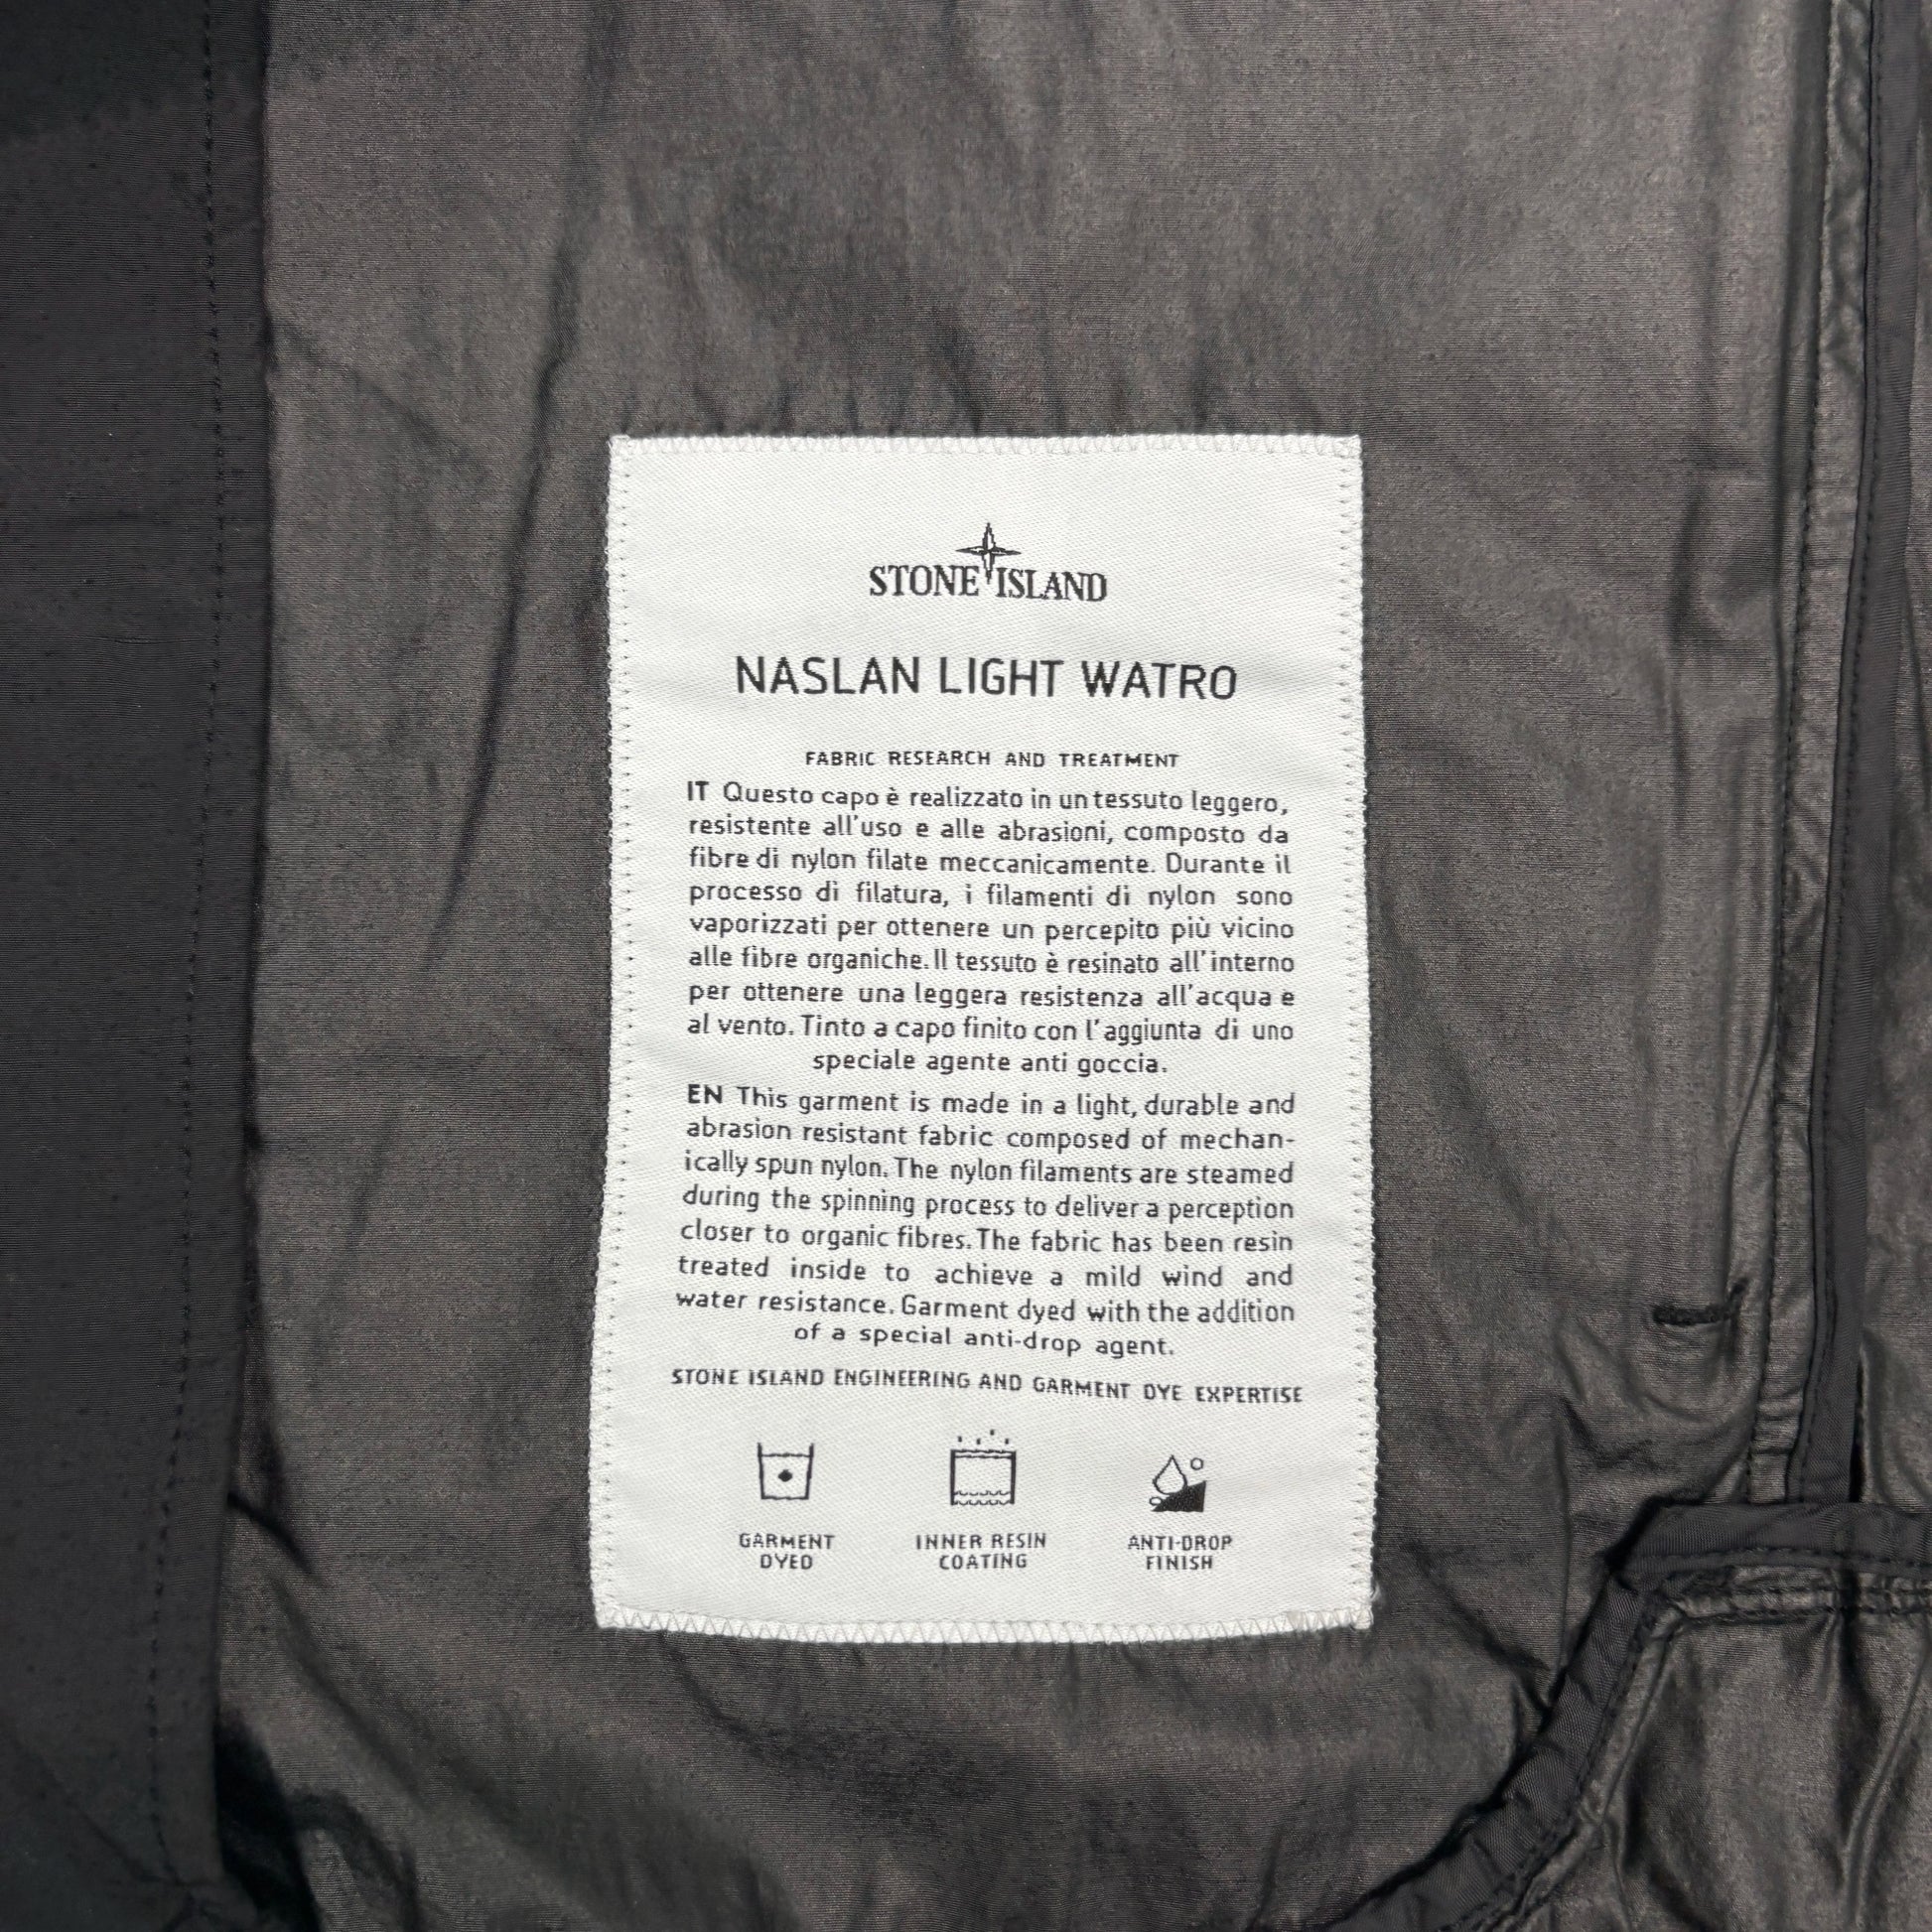 STONE ISLAND
NASLAN LIGHT WATRO
FABRIC RESEARCH AND TREATMENT
IT Questo capo è realizzato in un tessuto leggero,
resistente all'uso e alle abrasioni, composto da
fibre di nylon filate meccanicamente. Durante il
processo di filatura, i filamenti di nylon sono
vaporizzati per ottenere un percepito più vicino
alle fibre organiche. Il tessuto è resinato all'interno
per ottenere una leggera resistenza all'acqua e
al vento. Tinto a capo finito con l'aggiunta di uno
speciale agente anti goccia.
EN This garment is made in a light, durable and
abrasion resistant fabric composed of mechan-
ically spun nylon. The nylon filaments are steamed
during the spinning process to deliver a perception
closer to organic fibres. The fabric has been resin
treated inside to achieve a mild wind and
water resistance. Garment dyed with the addition
of a special anti-drop agent.
STONE ISLAND ENGINEERING AND GARMENT DYE EXPERTISE
GARMENT
DYED
INNER RESIN
COATING
ANTI-DROP
FINISH